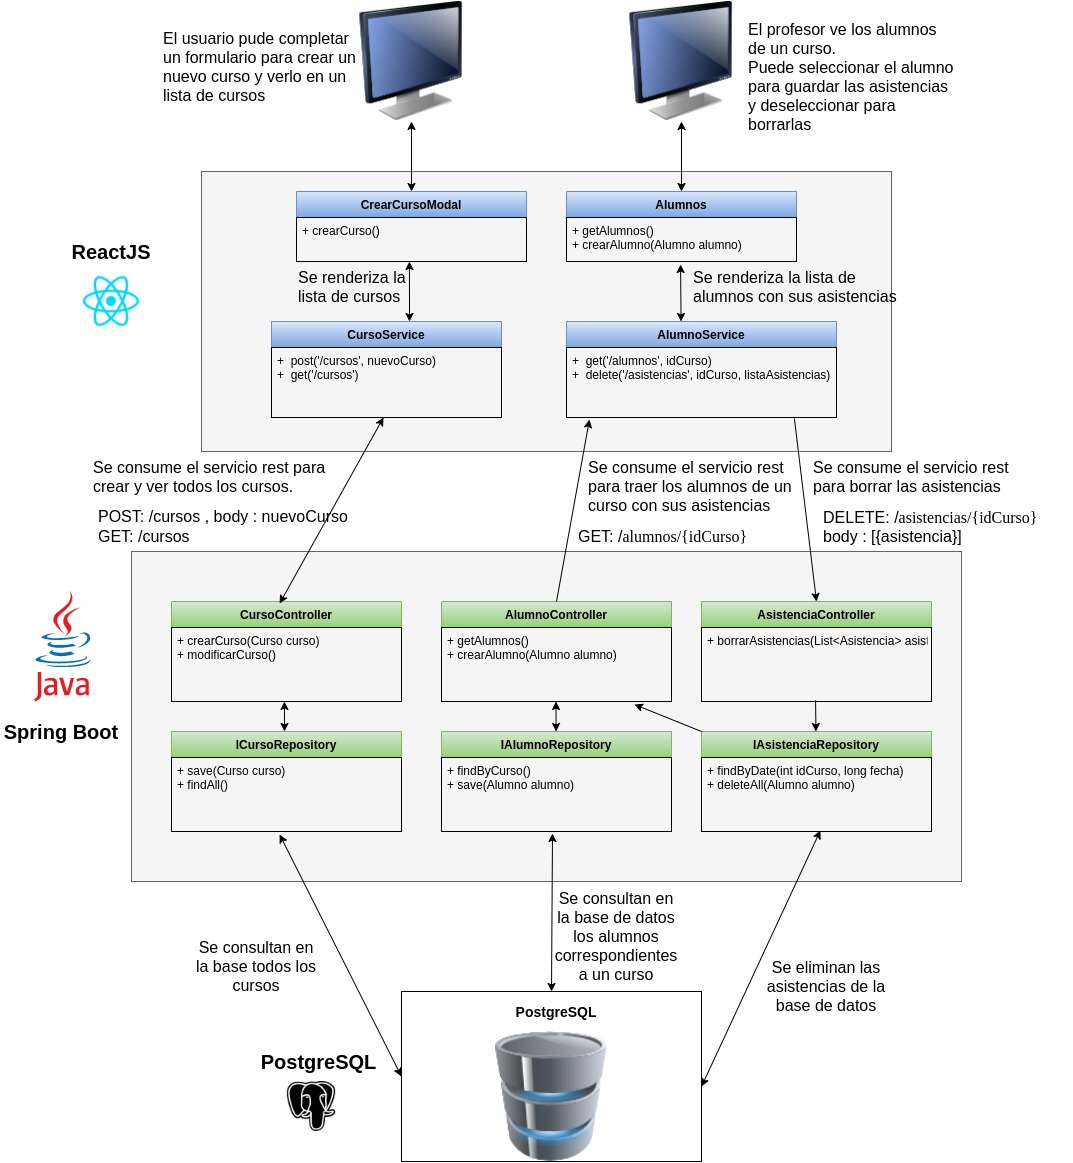 El usuario pude completar
un formulario para crear un
nuevo curso y verlo en un
lista de cursos
El profesor ve los alumnos
de un curso.
Puede seleccionar el alumno
para guardar las asistencias
y deseleccionar para
borrarlas
ReactJS
CrearCursoModal
+ crearCurso()
Alumnos
+ getAlumnos()
+ crearAlumno(Alumno alumno)
Se renderiza la
lista de cursos
Se renderiza la lista de
alumnos con sus asistencias
CursoService
+ post('/cursos', nuevoCurso)
+ get('/cursos')
AlumnoService
+ get('/alumnos', idCurso)
+ delete('/asistencias', idCurso, listaAsistencias)
Se consume el servicio rest para
crear y ver todos los cursos.
POST: /cursos , body : nuevoCurso
GET: /cursos
Se consume el servicio rest
para traer los alumnos de un
curso con sus asistencias
GET: /alumnos/{idCurso}
Se consume el servicio rest
para borrar las asistencias
DELETE: /asistencias/{idCurso}
body : [{asistencia}]
Java
Spring Boot
CursoController
+ crearCurso(Curso curso)
+ modificarCurso()
AlumnoController
+ getAlumnos()
+ crearAlumno(Alumno alumno)
AsistenciaController
+ borrarAsistencias(List<Asistencia> asist
ICursoRepository
+ save(Curso curso)
+ findAll()
IAlumnoRepository
+ findByCurso()
+ save(Alumno alumno)
IAsistenciaRepository
+ findByDate(int idCurso, long fecha)
+ deleteAll(Alumno alumno)
Se consultan en
la base todos los
cursos
Se consultan en
la base de datos
los alumnos
correspondientes
a un curso
Se eliminan las
asistencias de la
base de datos
PostgreSQL
PostgreSQL